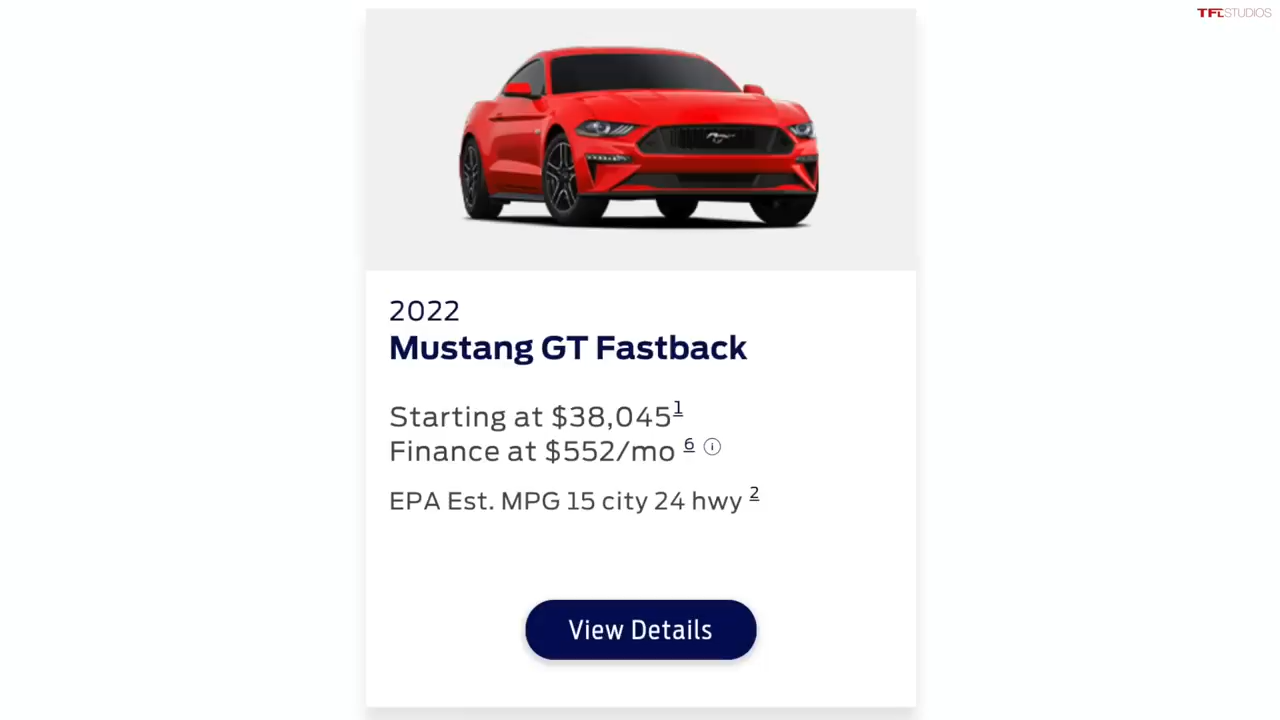 TFLSTUDIOS
2022
Mustang GT Fastback
Starting at $38,045¹
Finance at $552/mo ⁶ ⓘ
EPA Est. MPG 15 city 24 hwy ²
View Details